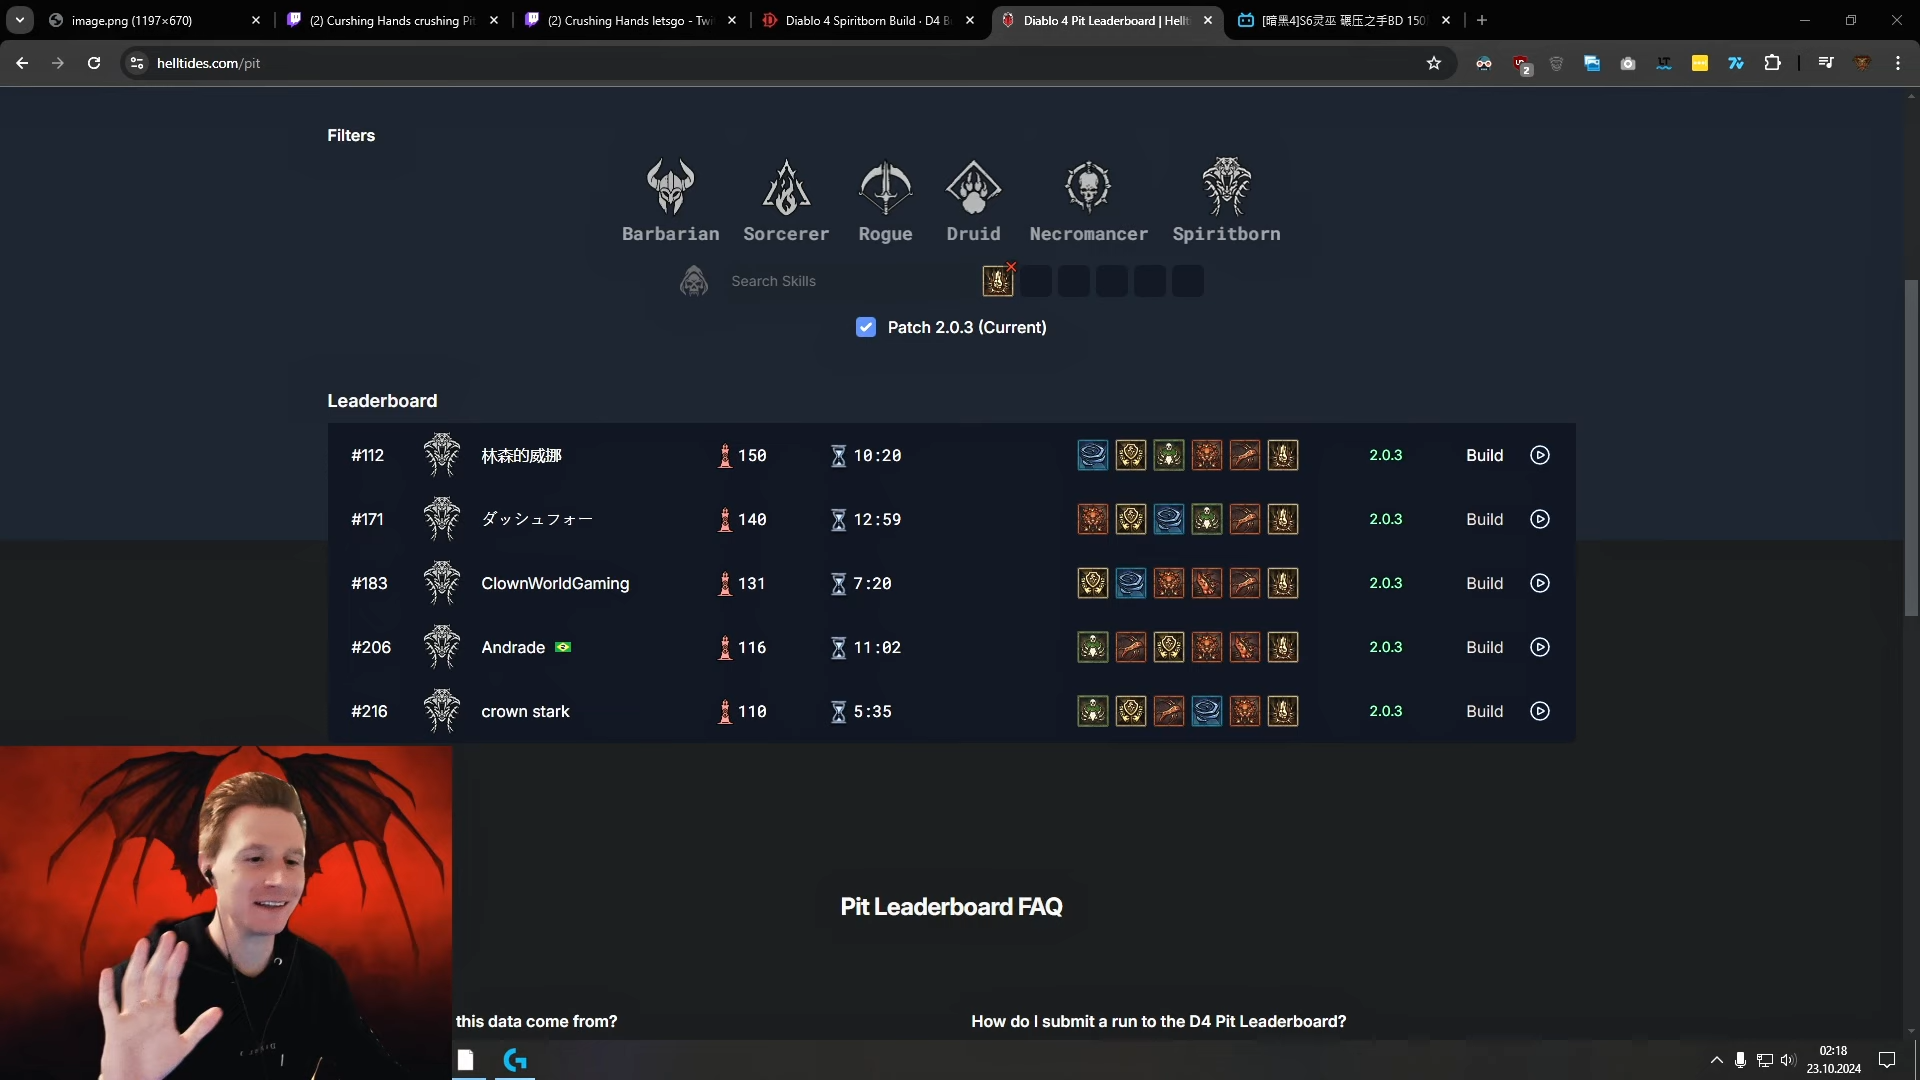 image.png (1197×670)
(2) Curshing Hands crushing Pit
(2) Crushing Hands letsgo - Twi
Diablo 4 Spiritborn Build · D4 B
Diablo 4 Pit Leaderboard | Hellt
[暗黑4]S6灵巫 碾压之手BD 150
helltides.com/pit
2
Filters
Barbarian
Sorcerer
Rogue
Druid
Necromancer
Spiritborn
Search Skills
Patch 2.0.3 (Current)
Leaderboard
#112 林森的威挪 150 10:20 2.0.3 Build
#171 ダッシュフォー 140 12:59 2.0.3 Build
#183 ClownWorldGaming 131 7:20 2.0.3 Build
#206 Andrade 116 11:02 2.0.3 Build
#216 crown stark 110 5:35 2.0.3 Build
Pit Leaderboard FAQ
this data come from?
How do I submit a run to the D4 Pit Leaderboard?
02:18
23.10.2024